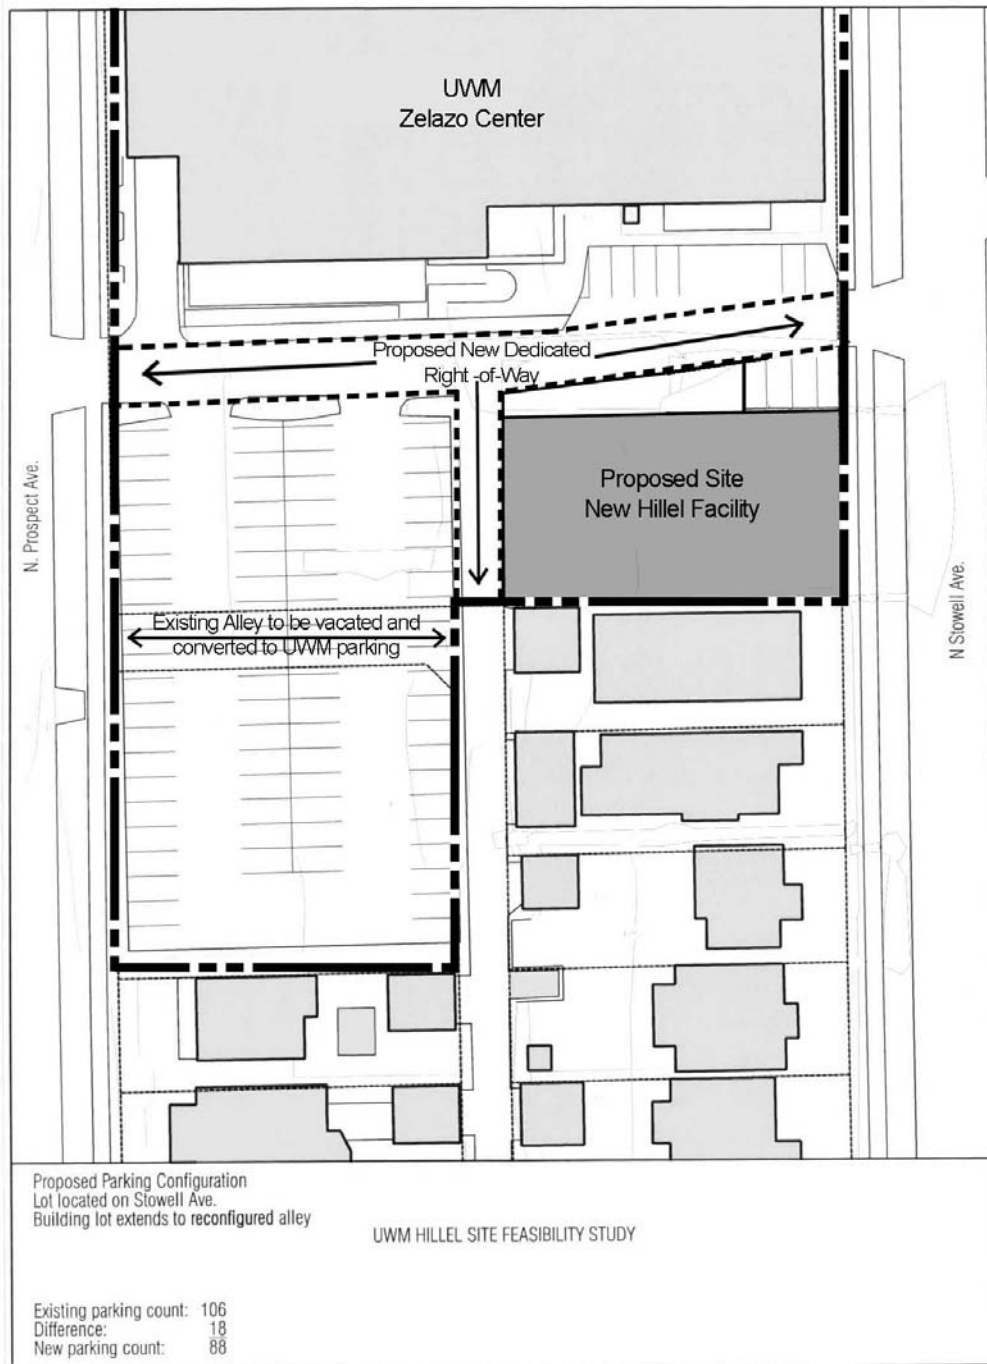 UWM
Zelazo Center
Proposed New Dedicated
Right -of-Way
N. Prospect Ave.
Proposed Site
New Hillel Facility
N Stowell Ave.
Existing Alley to be vacated and
converted to UWM parking
Proposed Parking Configuration
Lot located on Stowell Ave.
Building lot extends to reconfigured alley
UWM HILLEL SITE FEASIBILITY STUDY
Existing parking count: 106
Difference: 18
New parking count: 88